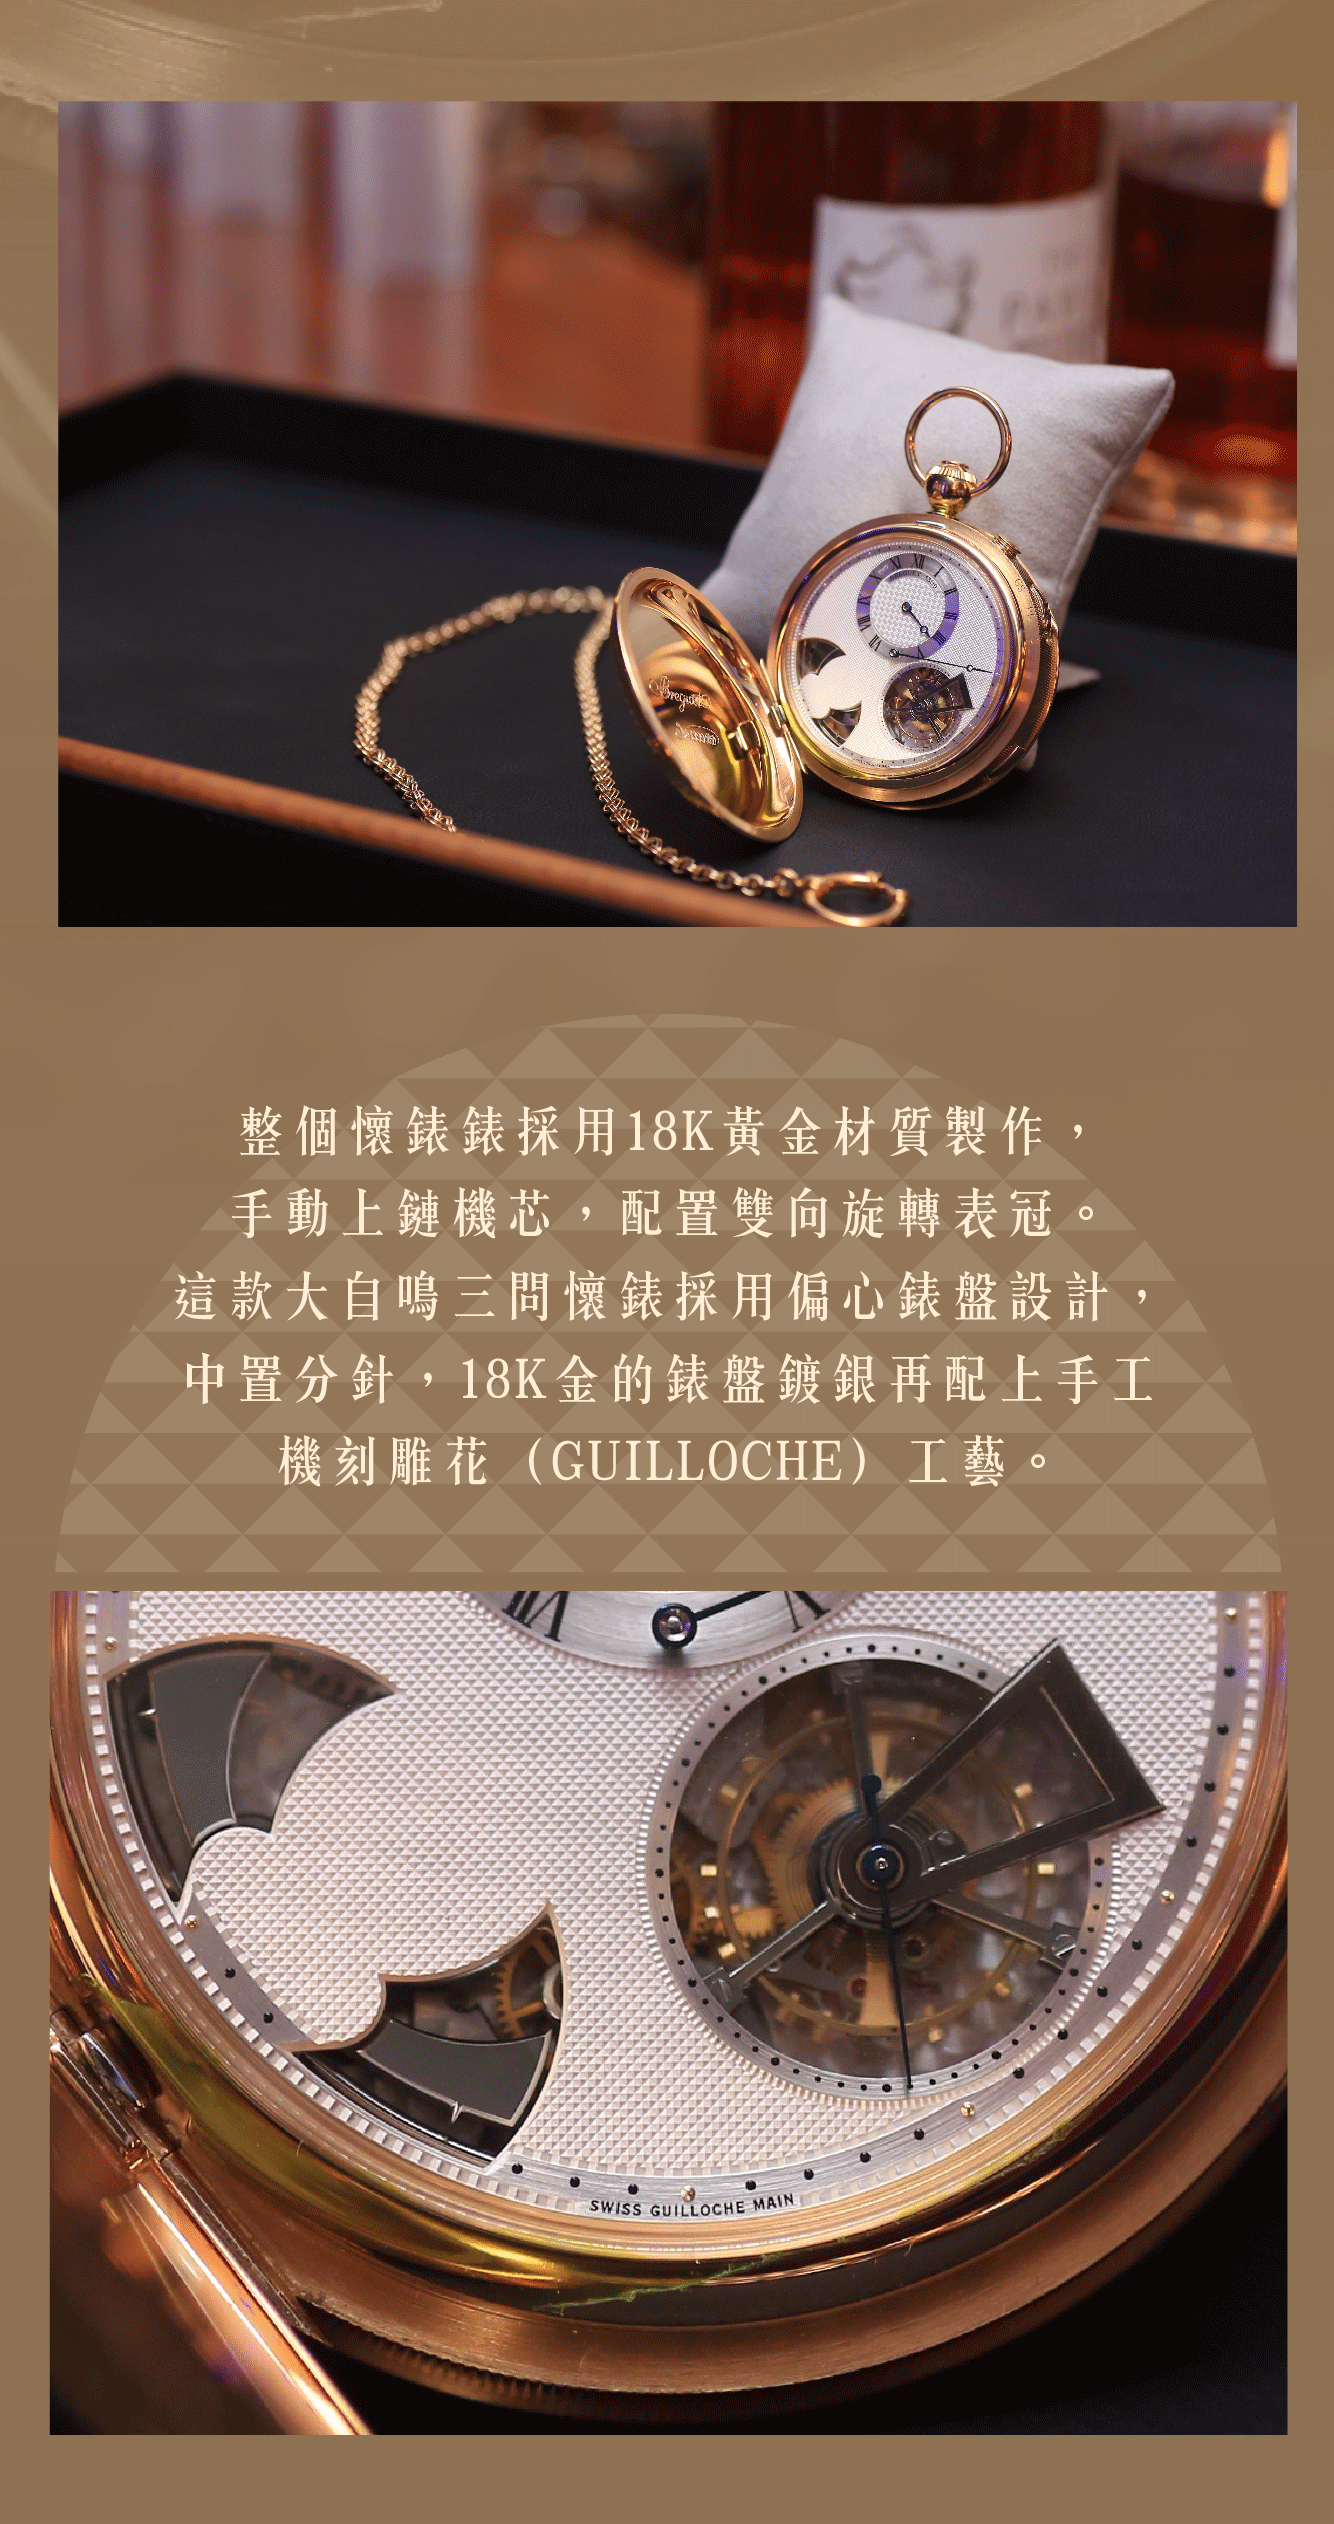 整個懷錶錶採用18K黃金材質製作，
手動上鏈機芯，配置雙向旋轉表冠。
這款大自鳴三問懷錶採用偏心錶盤設計，
中置分針，18K金的錶盤鍍銀再配上手工
機刻雕花（GUILLOCHE）工藝。
SWISS GUILLOCHE MAIN